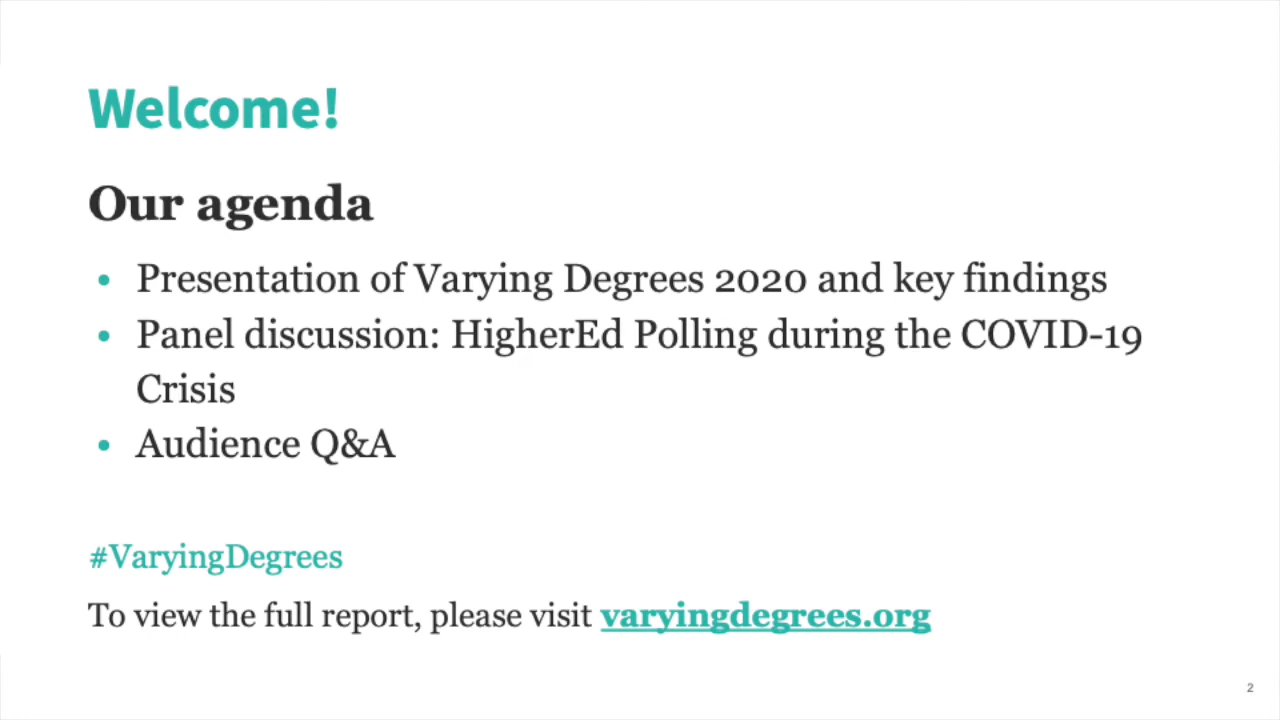 Welcome!
Our agenda
• Presentation of Varying Degrees 2020 and key findings
• Panel discussion: HigherEd Polling during the COVID-19
Crisis
• Audience Q&A
#VaryingDegrees
To view the full report, please visit varyingdegrees.org
2